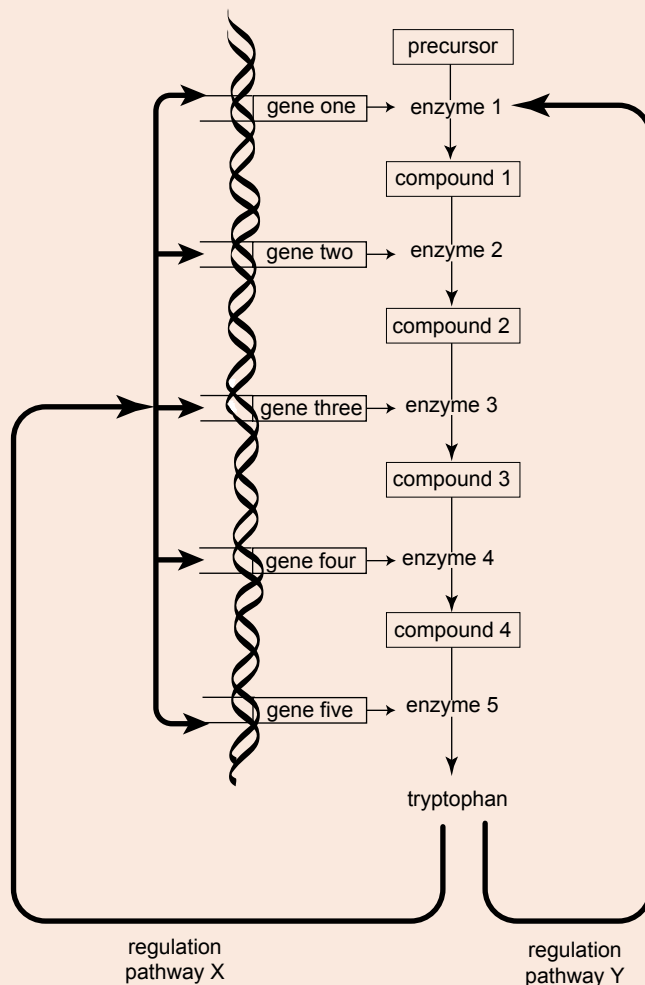 precursor
gene one
enzyme 1
compound 1
gene two
enzyme 2
compound 2
gene three
enzyme 3
compound 3
gene four
enzyme 4
compound 4
gene five
enzyme 5
tryptophan
regulation
pathway X
regulation
pathway Y